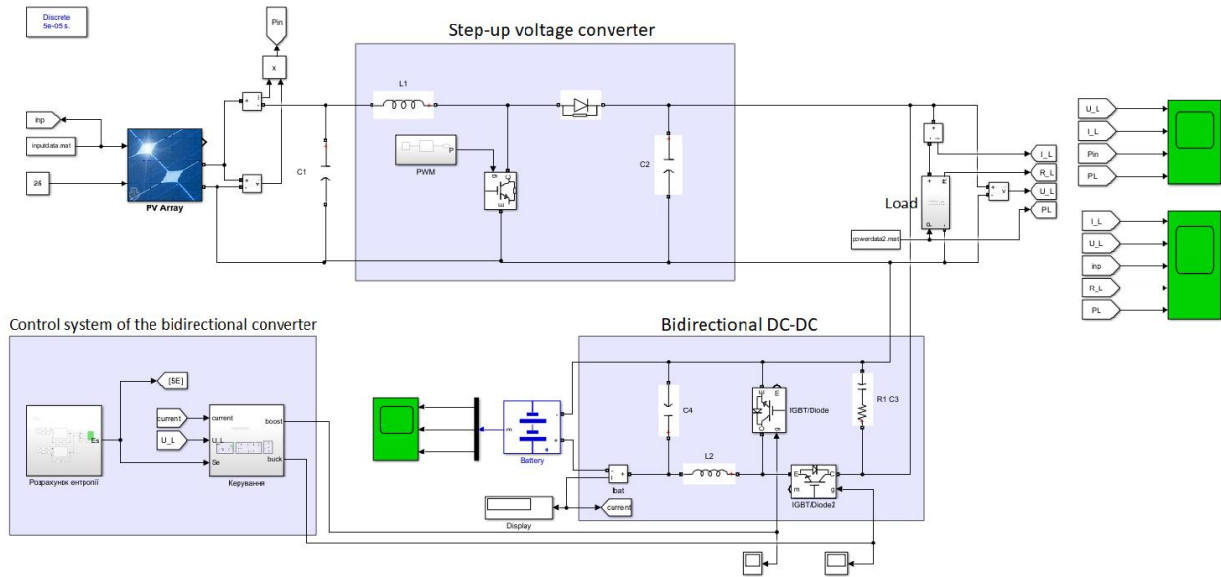 Discrete
5e-05 s.
Pin
x
Step-up voltage converter
L1
inp
inputdata.mat
25
PV Array
i
v
C1
PWM
P
g
C
E
C2
Load
powerdata2.mat
I_L
R_L
U_L
PL
U_L
I_L
Pin
PL
I_L
U_L
inp
R_L
PL
Control system of the bidirectional converter
[SE]
current
U_L
Es
current
U_L
Se
boost
buck
Розрахунок ентропії
Керування
Bidirectional DC-DC
m
Battery
C4
IGBT/Diode
R1 C3
L2
Ibat
current
Display
IGBT/Diode2
E
m
C
g
E
m
C
g